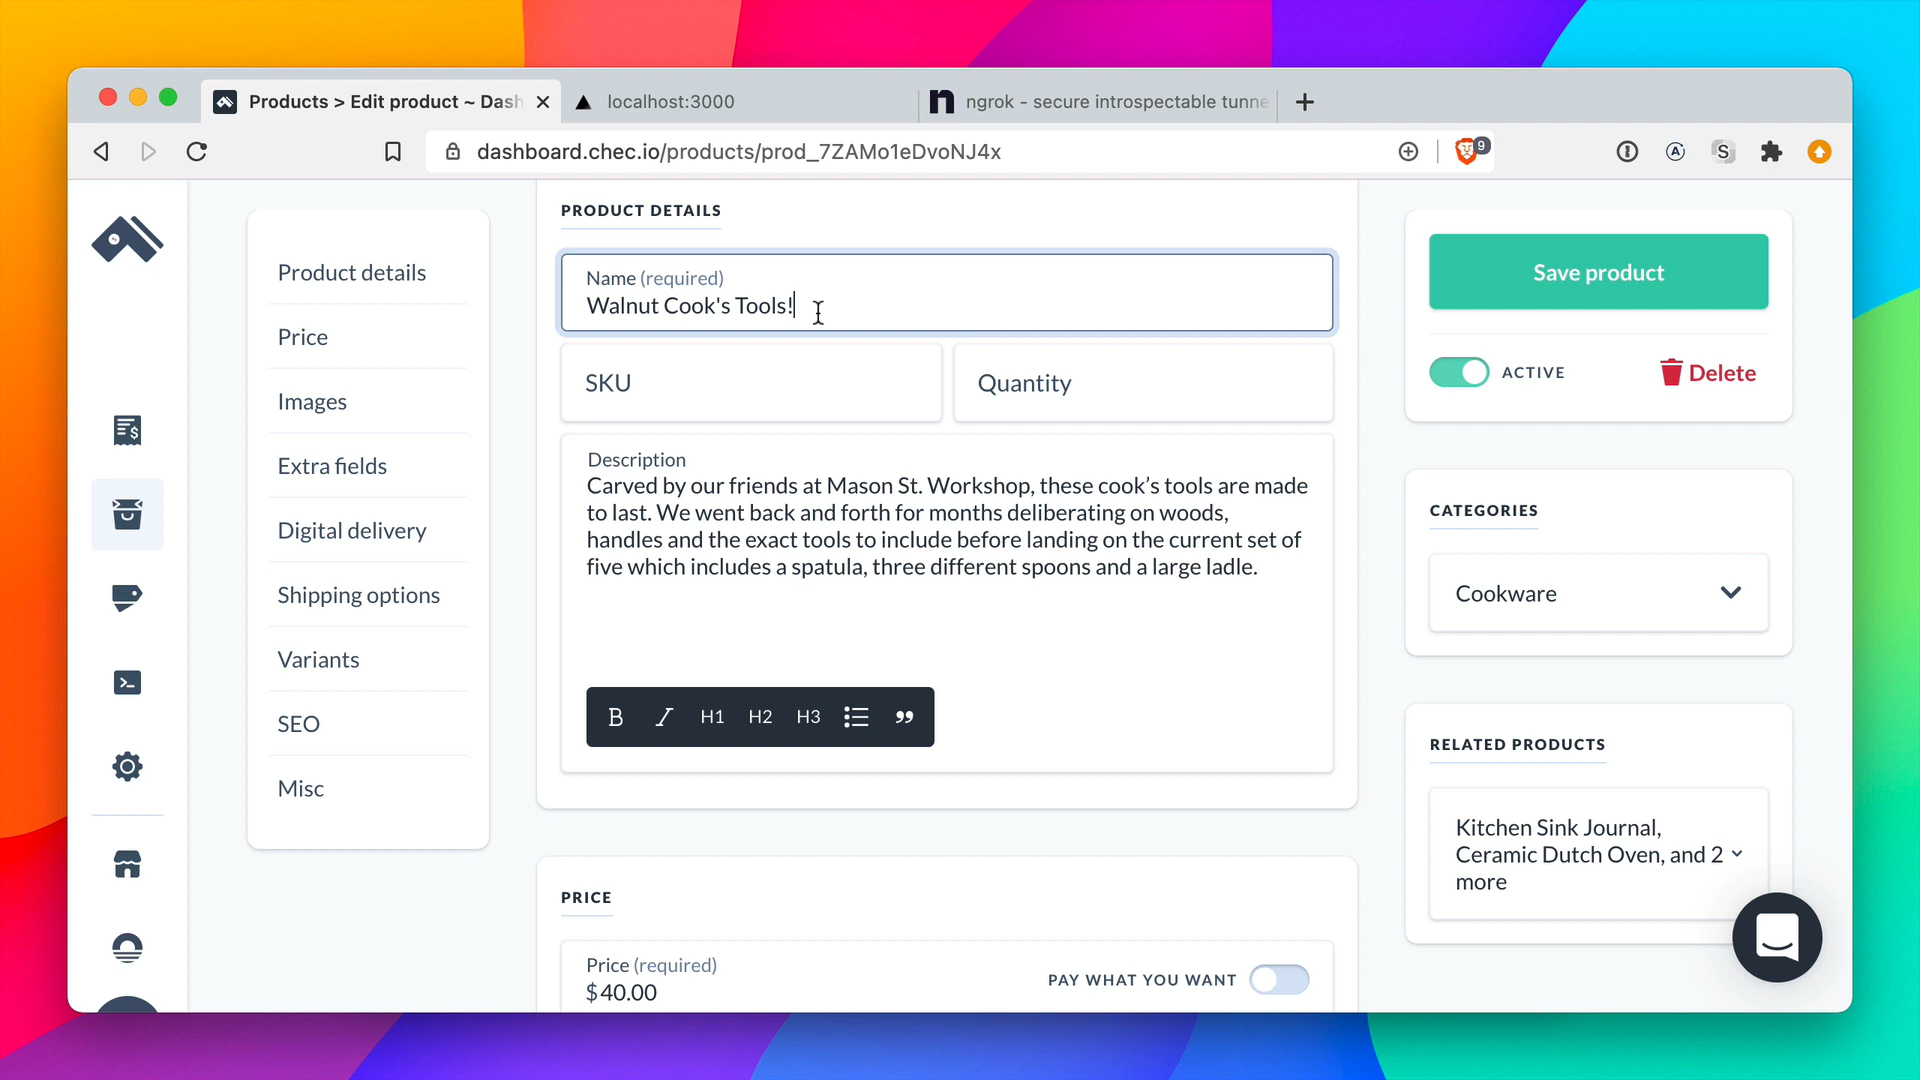 Products > Edit product ~ Dash
localhost:3000
ngrok - secure introspectable tunne
dashboard.chec.io/products/prod_7ZAMo1eDvoNJ4x
9
Product details
Price
Images
Extra fields
Digital delivery
Shipping options
Variants
SEO
Misc
PRODUCT DETAILS
Name (required)
Walnut Cook's Tools!
SKU
Quantity
Description
Carved by our friends at Mason St. Workshop, these cook’s tools are made
to last. We went back and forth for months deliberating on woods,
handles and the exact tools to include before landing on the current set of
five which includes a spatula, three different spoons and a large ladle.
B I H1 H2 H3
PRICE
Price (required)
$40.00
PAY WHAT YOU WANT
Save product
ACTIVE
Delete
CATEGORIES
Cookware
RELATED PRODUCTS
Kitchen Sink Journal,
Ceramic Dutch Oven, and 2
more